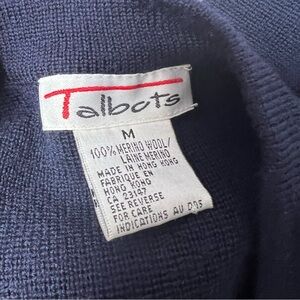 Talbots
M
100% MERINO WOOL/
LAINE MERINO
MADE IN HONG KONG
FABRIQUE EN
HONG KONG
CA 23147
SEE REVERSE
FOR CARE
INDICATIONS AU DOS